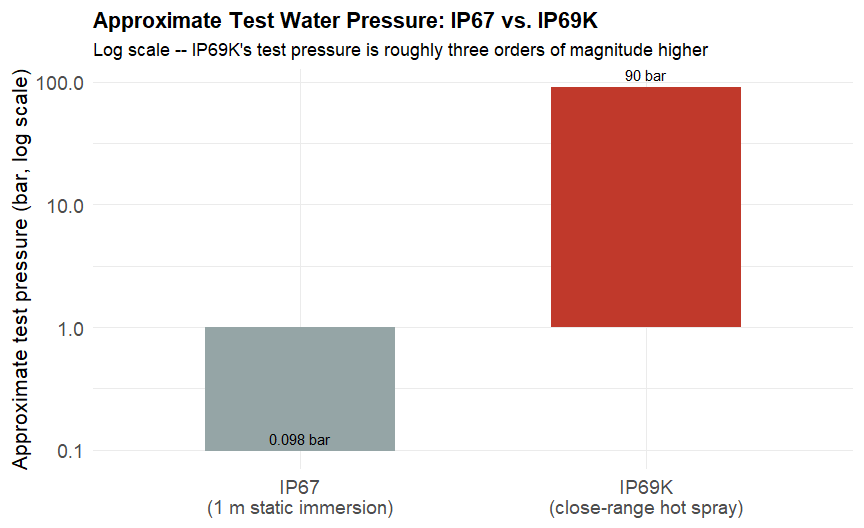 Approximate Test Water Pressure: IP67 vs. IP69K
Log scale -- IP69K's test pressure is roughly three orders of magnitude higher
Approximate test pressure (bar, log scale)
100.0
10.0
1.0
0.1
90 bar
0.098 bar
IP67
(1 m static immersion)
IP69K
(close-range hot spray)